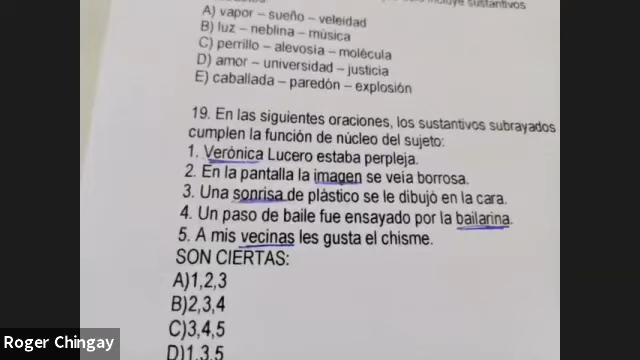 incluye sustantivos
A) vapor – sueño – veleidad
B) luz – neblina – música
C) perrillo – alevosía – molécula
D) amor – universidad – justicia
E) caballada – paredón – explosión
19. En las siguientes oraciones, los sustantivos subrayados
cumplen la función de núcleo del sujeto:
1. Verónica Lucero estaba perpleja.
2. En la pantalla la imagen se veía borrosa.
3. Una sonrisa de plástico se le dibujó en la cara.
4. Un paso de baile fue ensayado por la bailarina.
5. A mis vecinas les gusta el chisme.
SON CIERTAS:
A)1,2,3
B)2,3,4
C)3,4,5
D)1,3,5
Roger Chingay